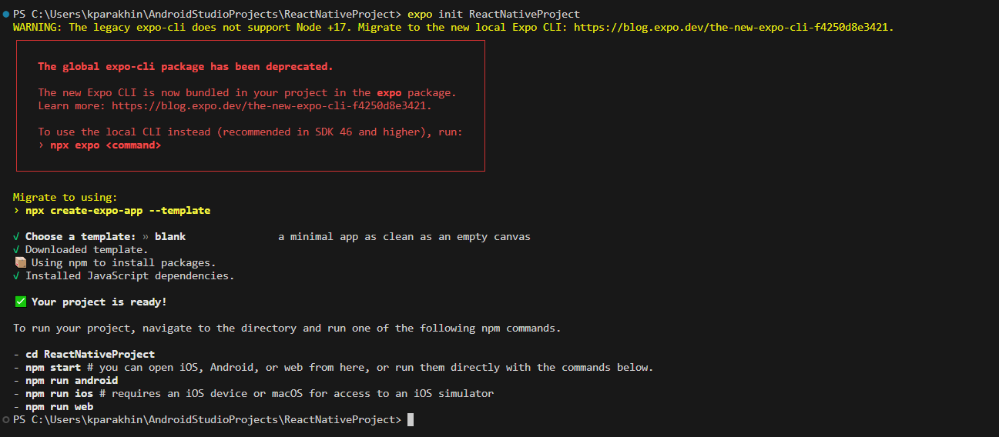 PS C:\Users\kparakhin\AndroidStudioProjects\ReactNativeProject> expo init ReactNativeProject
WARNING: The legacy expo-cli does not support Node +17. Migrate to the new local Expo CLI: https://blog.expo.dev/the-new-expo-cli-f4250d8e3421.
The global expo-cli package has been deprecated.
The new Expo CLI is now bundled in your project in the expo package.
Learn more: https://blog.expo.dev/the-new-expo-cli-f4250d8e3421.
To use the local CLI instead (recommended in SDK 46 and higher), run:
› npx expo <command>
Migrate to using:
› npx create-expo-app --template
√ Choose a template: » blank               a minimal app as clean as an empty canvas
√ Downloaded template.
📦 Using npm to install packages.
√ Installed JavaScript dependencies.
✅ Your project is ready!
To run your project, navigate to the directory and run one of the following npm commands.
- cd ReactNativeProject
- npm start # you can open iOS, Android, or web from here, or run them directly with the commands below.
- npm run android
- npm run ios # requires an iOS device or macOS for access to an iOS simulator
- npm run web
PS C:\Users\kparakhin\AndroidStudioProjects\ReactNativeProject>